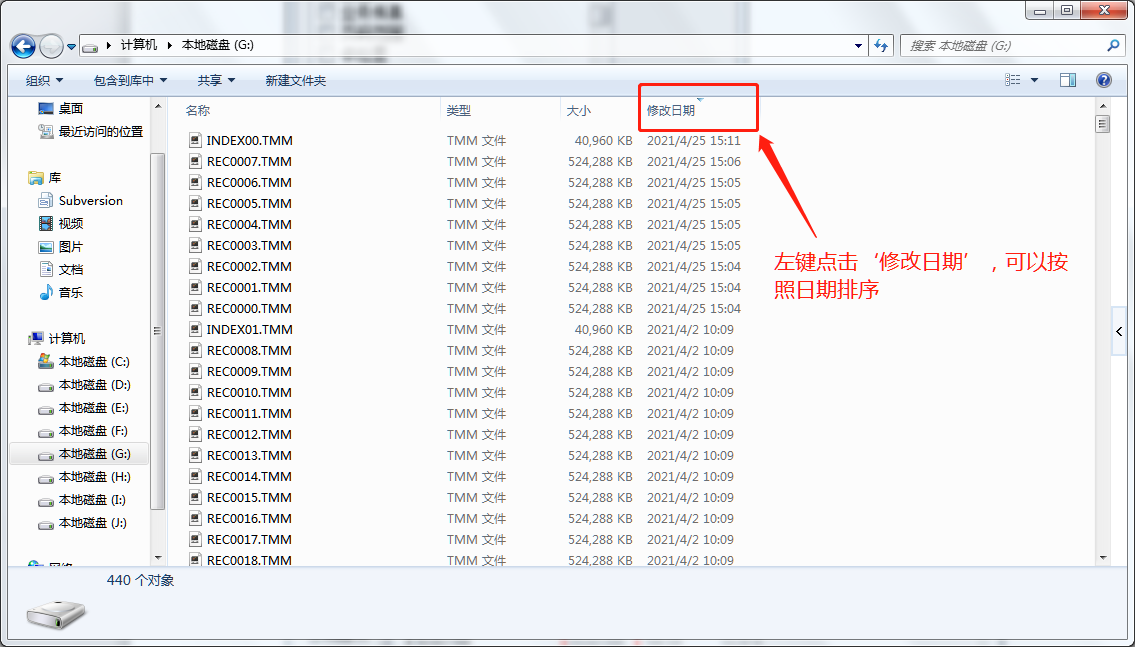 计算机 本地磁盘 (G:)
搜索 本地磁盘 (G:)
组织 包含到库中 共享 新建文件夹
桌面
最近访问的位置
库
Subversion
视频
图片
文档
音乐
计算机
本地磁盘 (C:)
本地磁盘 (D:)
本地磁盘 (E:)
本地磁盘 (F:)
本地磁盘 (G:)
本地磁盘 (H:)
本地磁盘 (I:)
本地磁盘 (J:)
网络
名称 类型 大小 修改日期
INDEX00.TMM TMM 文件 40,960 KB 2021/4/25 15:11
REC0007.TMM TMM 文件 524,288 KB 2021/4/25 15:06
REC0006.TMM TMM 文件 524,288 KB 2021/4/25 15:05
REC0005.TMM TMM 文件 524,288 KB 2021/4/25 15:05
REC0004.TMM TMM 文件 524,288 KB 2021/4/25 15:05
REC0003.TMM TMM 文件 524,288 KB 2021/4/25 15:05
REC0002.TMM TMM 文件 524,288 KB 2021/4/25 15:04
REC0001.TMM TMM 文件 524,288 KB 2021/4/25 15:04
REC0000.TMM TMM 文件 524,288 KB 2021/4/25 15:04
INDEX01.TMM TMM 文件 40,960 KB 2021/4/2 10:09
REC0008.TMM TMM 文件 524,288 KB 2021/4/2 10:09
REC0009.TMM TMM 文件 524,288 KB 2021/4/2 10:09
REC0010.TMM TMM 文件 524,288 KB 2021/4/2 10:09
REC0011.TMM TMM 文件 524,288 KB 2021/4/2 10:09
REC0012.TMM TMM 文件 524,288 KB 2021/4/2 10:09
REC0013.TMM TMM 文件 524,288 KB 2021/4/2 10:09
REC0014.TMM TMM 文件 524,288 KB 2021/4/2 10:09
REC0015.TMM TMM 文件 524,288 KB 2021/4/2 10:09
REC0016.TMM TMM 文件 524,288 KB 2021/4/2 10:09
REC0017.TMM TMM 文件 524,288 KB 2021/4/2 10:09
REC0018.TMM TMM 文件 524,288 KB 2021/4/2 10:09
左键点击‘修改日期’，可以按
照日期排序
440 个对象